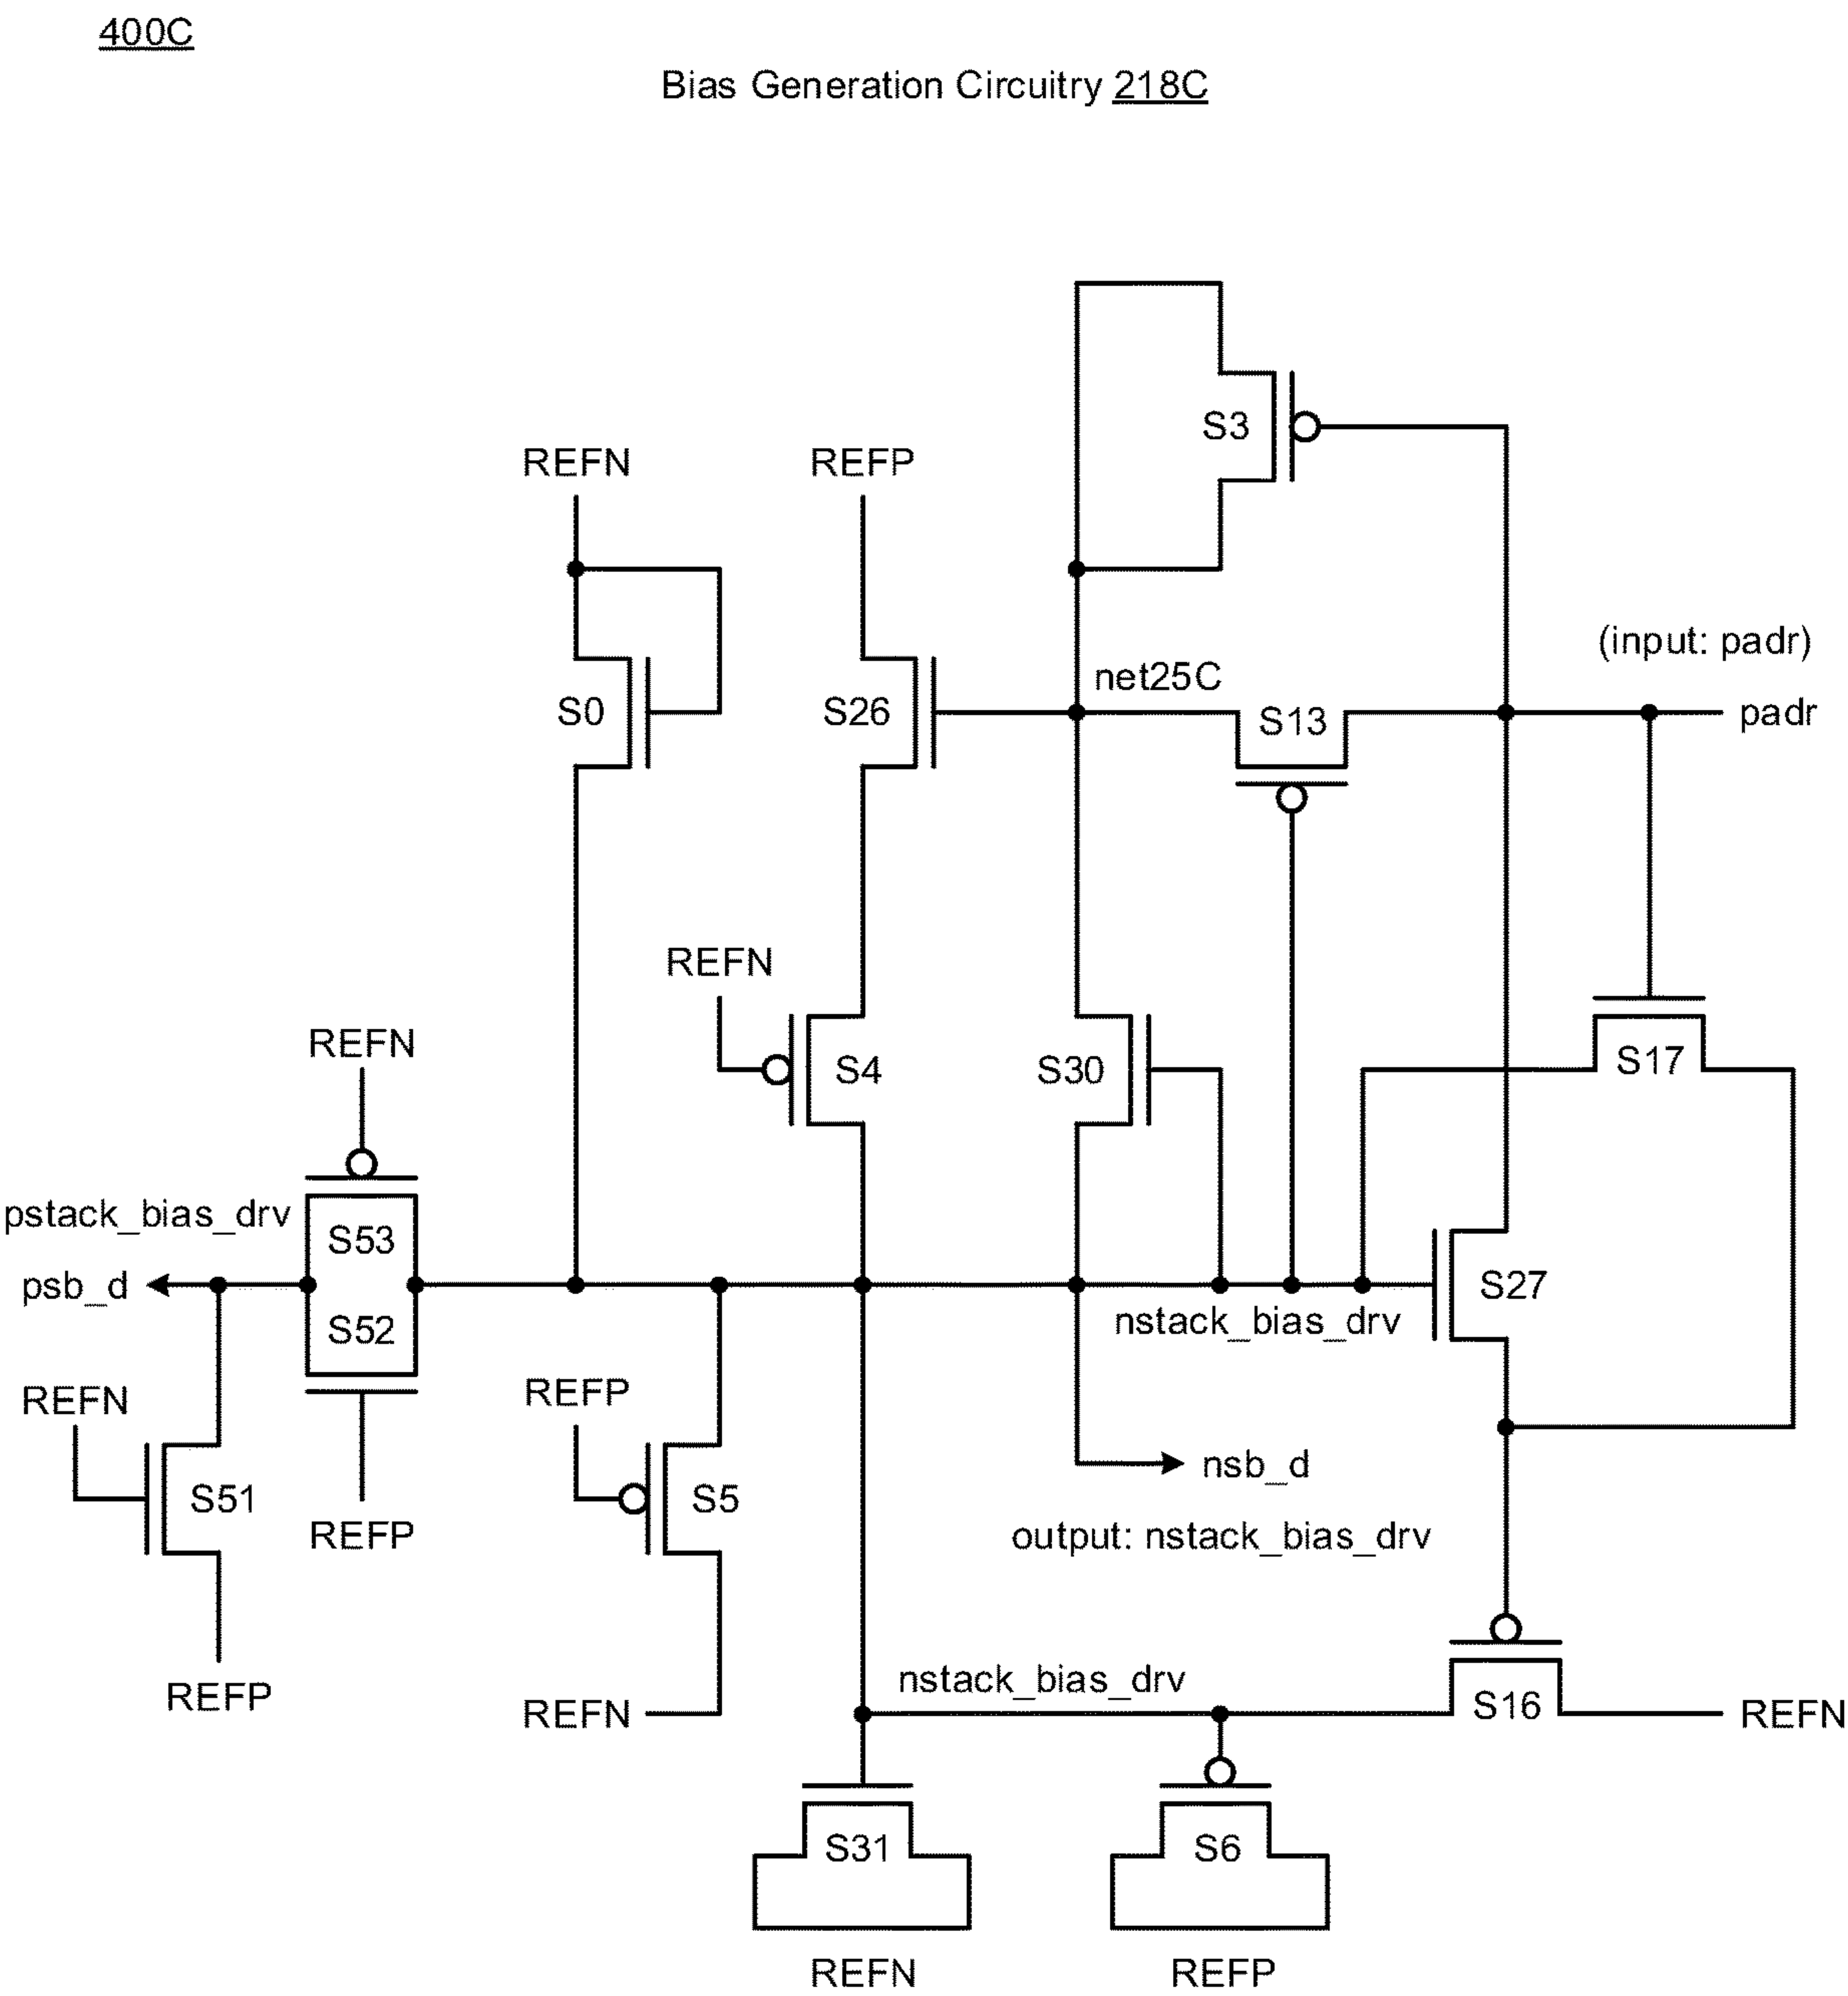 400C
Bias Generation Circuitry 218C
S3
REFN
REFP
(input: padr)
net25C
S0
S26
S13
padr
REFN
REFN
S4
S30
S17
pstack_bias_drv
S53
psb_d
S27
S52
nstack_bias_drv
REFN
REFP
nsb_d
S51
S5
REFP
output: nstack_bias_drv
REFP
nstack_bias_drv
REFN
S16
REFN
S31
S6
REFN
REFP